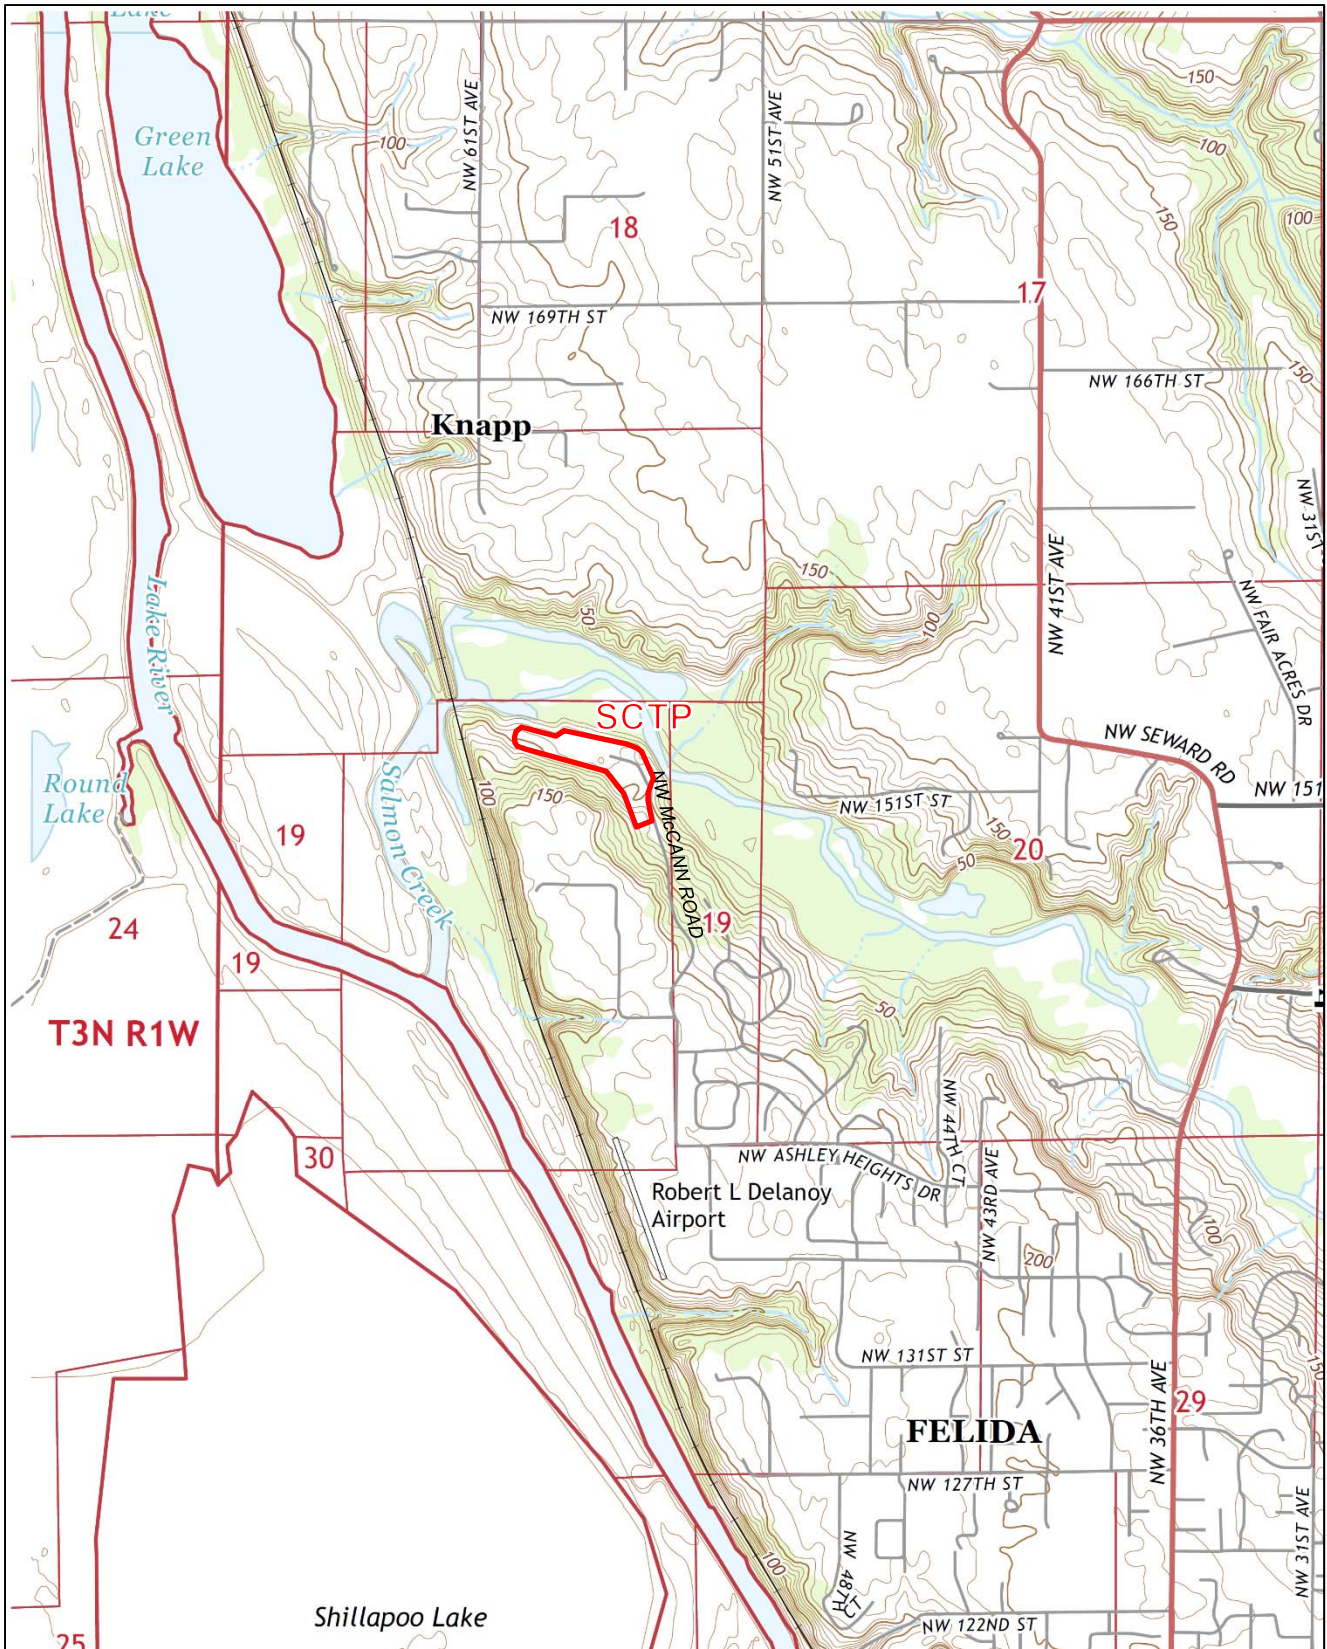 Lake
Green
Lake
100
NW 61ST AVE
NW 51ST AVE
18
150
100
150
100
17
NW 169TH ST
NW 166TH ST
150
Knapp
NW 31ST
NW 41ST AVE
150
50
100
NW FAIR ACRES DR
Lake River
SCTP
NW SEWARD RD
Round
Lake
100
150
NW McCANN ROAD
NW 151ST ST
NW 151
19
Salmon Creek
150
20
50
24
19
19
50
T3N R1W
NW 44TH CT
NW 43RD AVE
30
NW ASHLEY HEIGHTS DR
Robert L Delanoy
Airport
100
200
NW 131ST ST
150
NW 36TH AVE
29
FELIDA
NW 127TH ST
NW 31ST AVE
100
NW 48TH
CT
Shillapoo Lake
NW 122ND ST
25